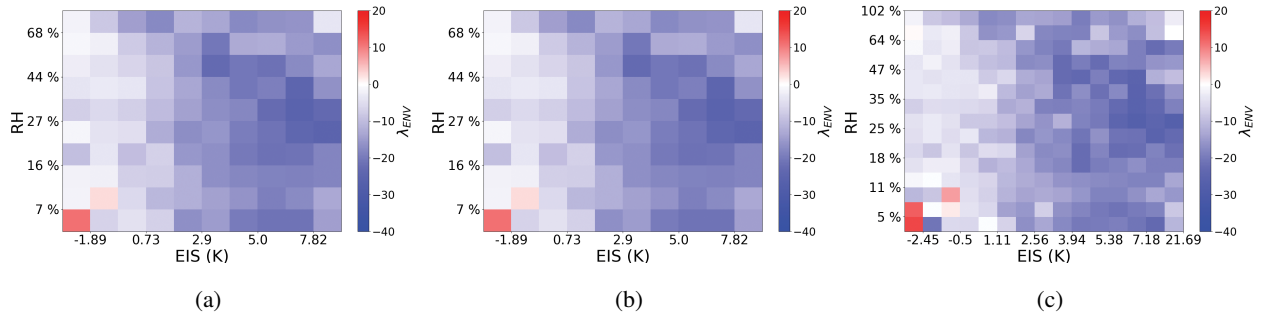 68 %
44 %
27 %
16 %
7 %
RH
-1.89 0.73 2.9 5.0 7.82
EIS (K)
20
10
0
−10
−20
−30
−40
λENV
(a)
68 %
44 %
27 %
16 %
7 %
RH
-1.89 0.73 2.9 5.0 7.82
EIS (K)
20
10
0
−10
−20
−30
−40
λENV
(b)
102 %
64 %
47 %
35 %
25 %
18 %
11 %
5 %
RH
-2.45 -0.5 1.11 2.56 3.94 5.38 7.18 21.69
EIS (K)
20
10
0
−10
−20
−30
−40
λENV
(c)